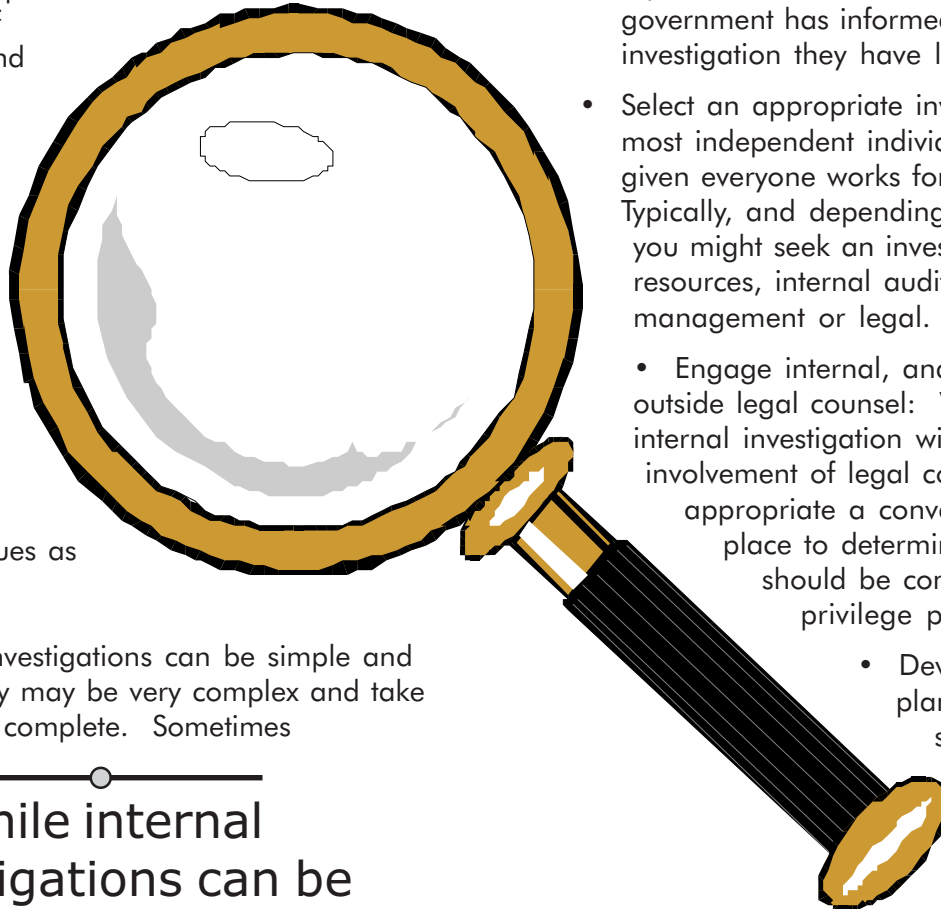 nd
ues as
nvestigations can be simple and
y may be very complex and take
complete. Sometimes
hile internal
igations can be
government has informed
investigation they have l
• Select an appropriate inv
most independent individ
given everyone works for
Typically, and depending
you might seek an inves
resources, internal audi
management or legal.
• Engage internal, and
outside legal counsel:
internal investigation wi
involvement of legal co
appropriate a conve
place to determin
should be con
privilege p
• Dev
plan
s